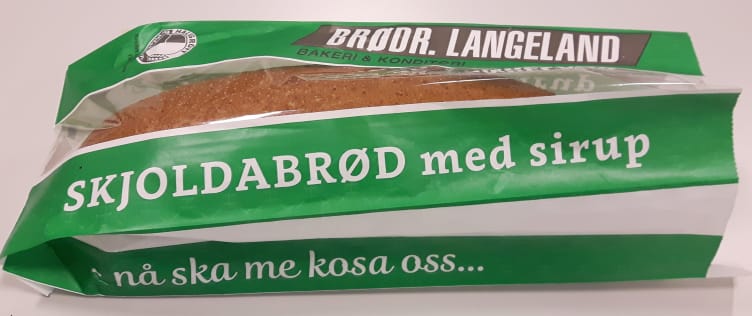 BRØDR. LANGELAND
BAKERI & KONDITORI
SKJOLDABRØD med sirup
nå ska me kosa oss...